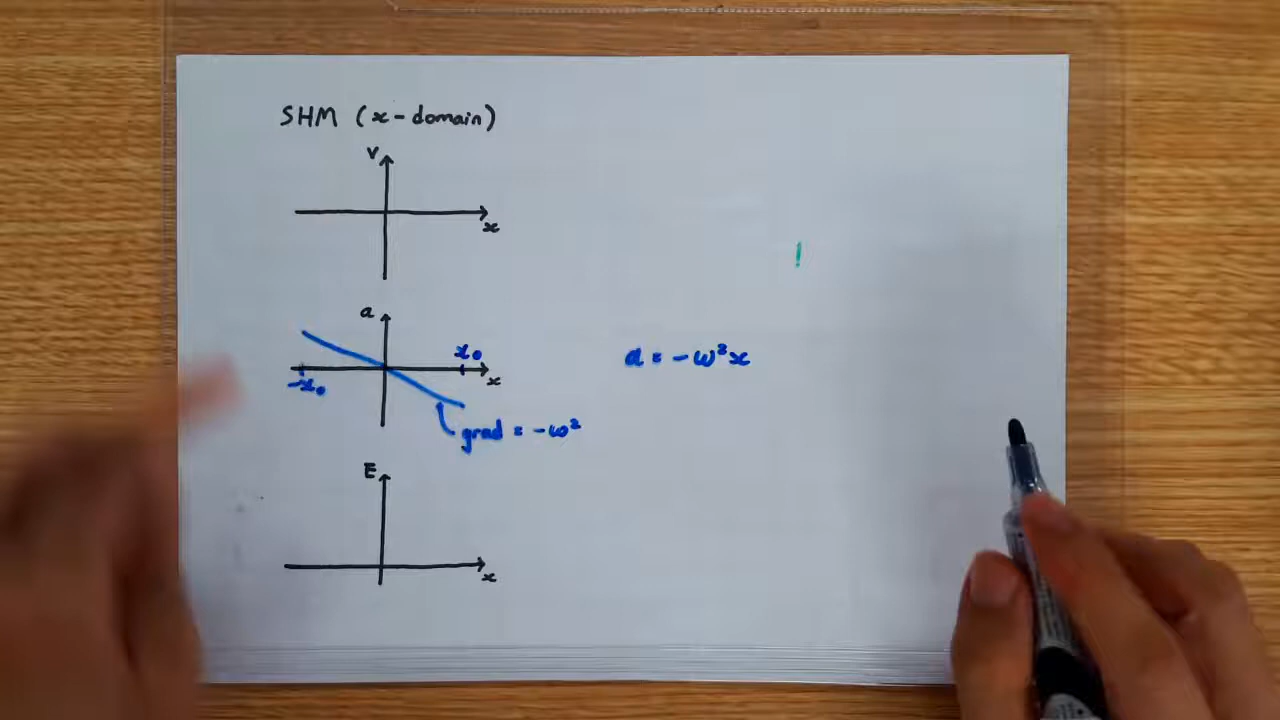 SHM (x-domain)
v
x
!
a
x₀
x
-x₀
a = -ω²x
grad = -ω²
E
x